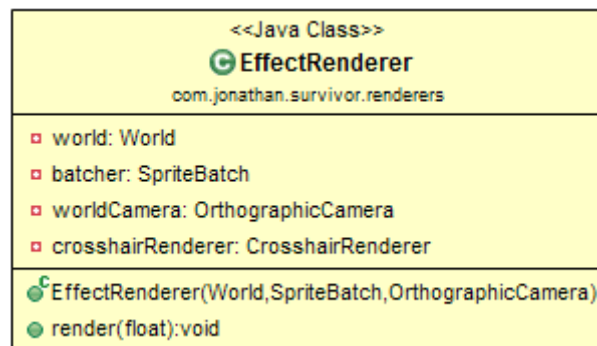 <<Java Class>>
C EffectRenderer
com.jonathan.survivor.renderers
world: World
batcher: SpriteBatch
worldCamera: OrthographicCamera
crosshairRenderer: CrosshairRenderer
C EffectRenderer(World,SpriteBatch,OrthographicCamera)
render(float):void